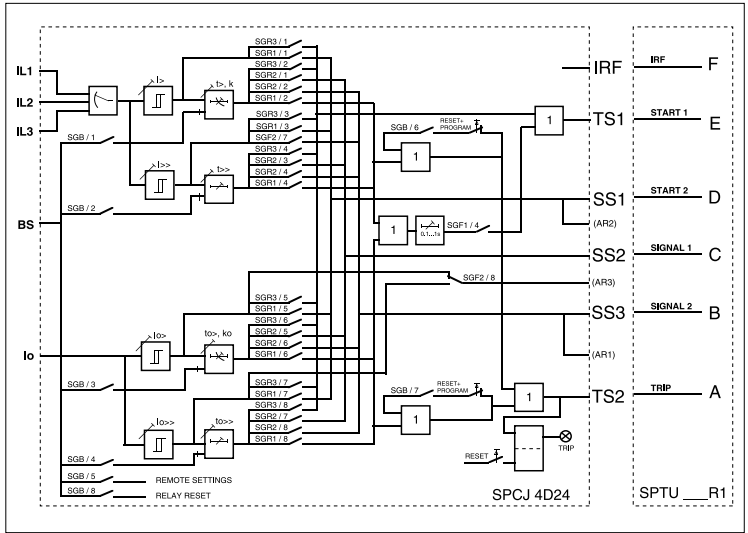 SGR3 / 1
SGR1 / 1
SGR3 / 2
SGR2 / 1
SGR2 / 2
SGR1 / 2
IL1
IL2
IL3
I>
t>, k
SGB / 1
SGR3 / 3
SGR1 / 3
SGF2 / 7
SGR3 / 4
SGR2 / 3
SGR2 / 4
SGR1 / 4
I>>
t>>
SGB / 2
BS
SGB / 6
RESET+
PROGRAM
1
1
1
0.1...1s
SGF1 / 4
IRF
IRF
F
TS1
START 1
E
SS1
START 2
D
(AR2)
SS2
SIGNAL 1
C
SGF2 / 8
(AR3)
SS3
SIGNAL 2
B
(AR1)
SGR3 / 5
SGR1 / 5
SGR3 / 6
SGR2 / 5
SGR2 / 6
SGR1 / 6
Io
Io>
to>, ko
SGB / 3
SGR3 / 7
SGR1 / 7
SGR3 / 8
SGR2 / 7
SGR2 / 8
SGR1 / 8
Io>>
to>>
SGB / 4
SGB / 5
REMOTE SETTINGS
SGB / 8
RELAY RESET
SGB / 7
RESET+
PROGRAM
1
1
TS2
TRIP
A
RESET
TRIP
SPCJ 4D24
SPTU ___R1